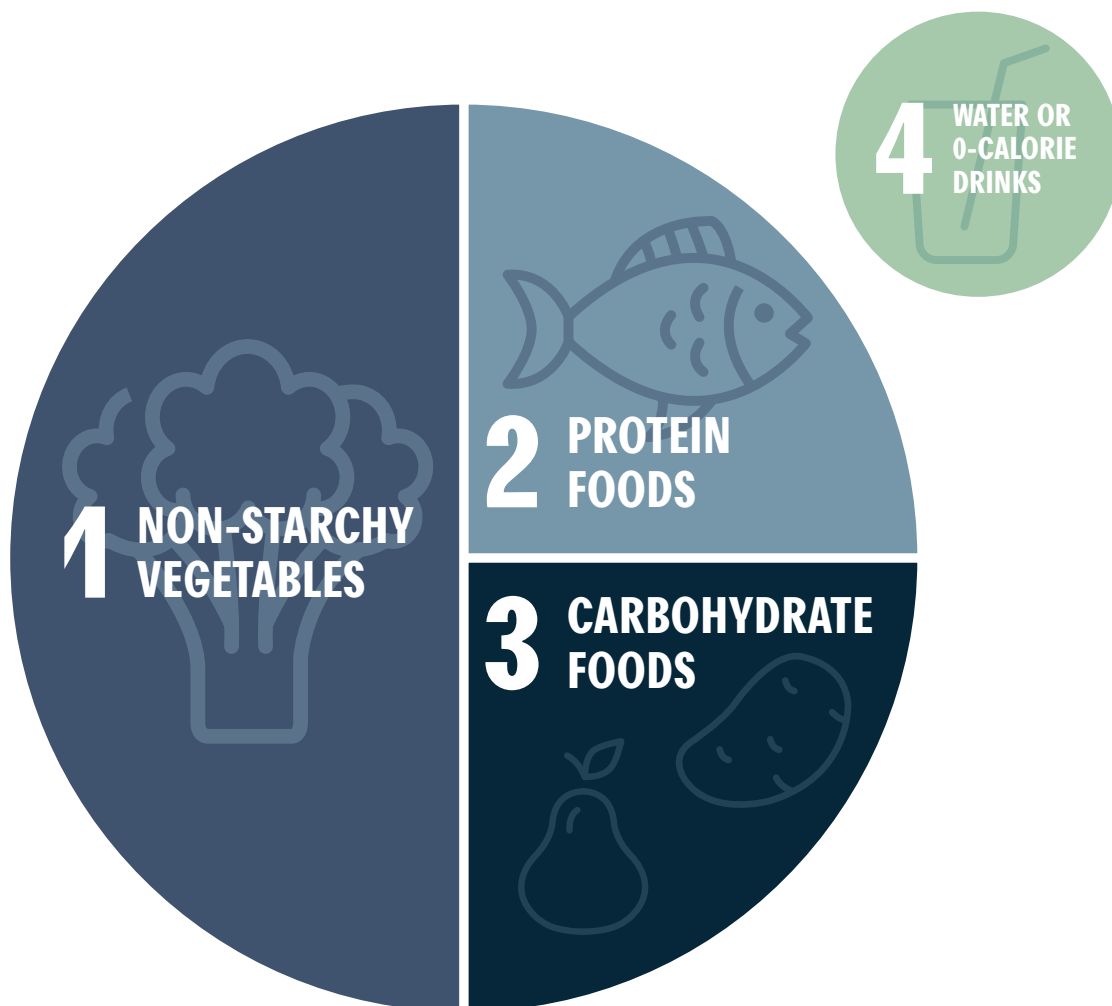 1 NON-STARCHY
VEGETABLES
2 PROTEIN
FOODS
3 CARBOHYDRATE
FOODS
4 WATER OR
0-CALORIE
DRINKS